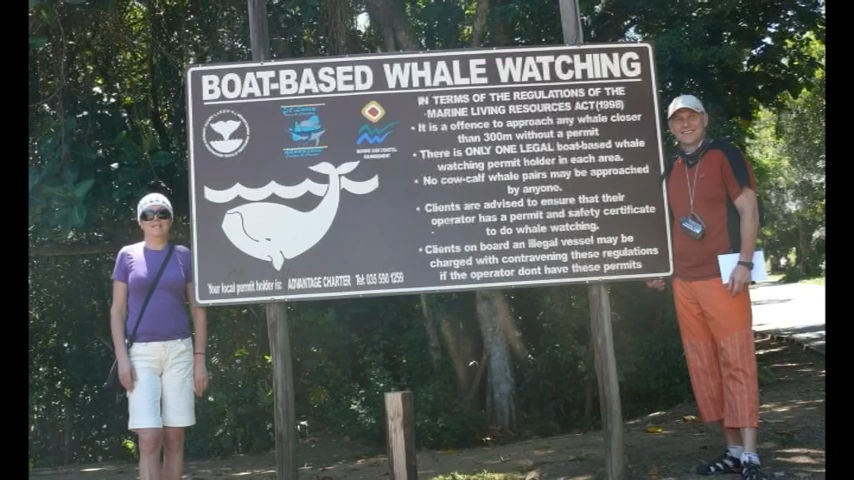 BOAT-BASED WHALE WATCHING
MARINE AND COASTAL
MANAGEMENT
IN TERMS OF THE REGULATIONS OF THE
MARINE LIVING RESOURCES ACT(1998)
• It is a offence to approach any whale closer
than 300m without a permit
• There is ONLY ONE LEGAL boat-based whale
watching permit holder in each area.
• No cow-calf whale pairs may be approached
by anyone.
• Clients are advised to ensure that their
operator has a permit and safety certificate
to do whale watching.
• Clients on board an illegal vessel may be
charged with contravening these regulations
if the operator dont have these permits
Your local permit holder is: ADVANTAGE CHARTER Tel: 035 590 1259